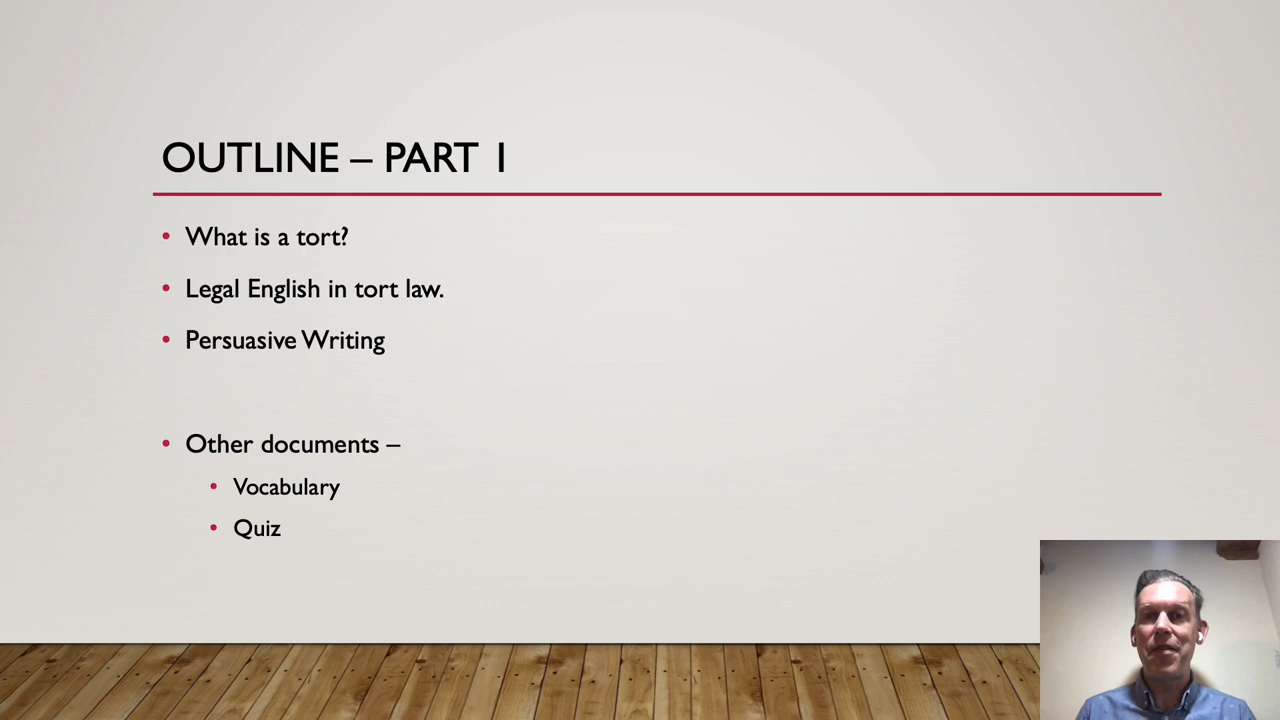 OUTLINE – PART 1
• What is a tort?
• Legal English in tort law.
• Persuasive Writing
• Other documents –
• Vocabulary
• Quiz